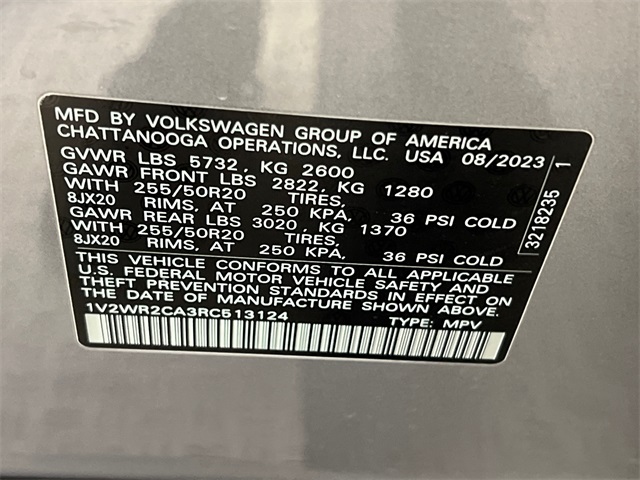 MFD BY VOLKSWAGEN GROUP OF AMERICA
CHATTANOOGA OPERATIONS, LLC. USA 08/2023
GVWR LBS 5732, KG 2600
GAWR FRONT LBS 2822, KG 1280
WITH 255/50R20 TIRES,
8JX20 RIMS, AT 250 KPA, 36 PSI COLD
GAWR REAR LBS 3020, KG 1370
WITH 255/50R20 TIRES,
8JX20 RIMS, AT 250 KPA, 36 PSI COLD
THIS VEHICLE CONFORMS TO ALL APPLICABLE
U.S. FEDERAL MOTOR VEHICLE SAFETY AND
THEFT PREVENTION STANDARDS IN EFFECT ON
THE DATE OF MANUFACTURE SHOWN ABOVE.
1V2WR2CA3RC513124 TYPE: MPV
3218235 1